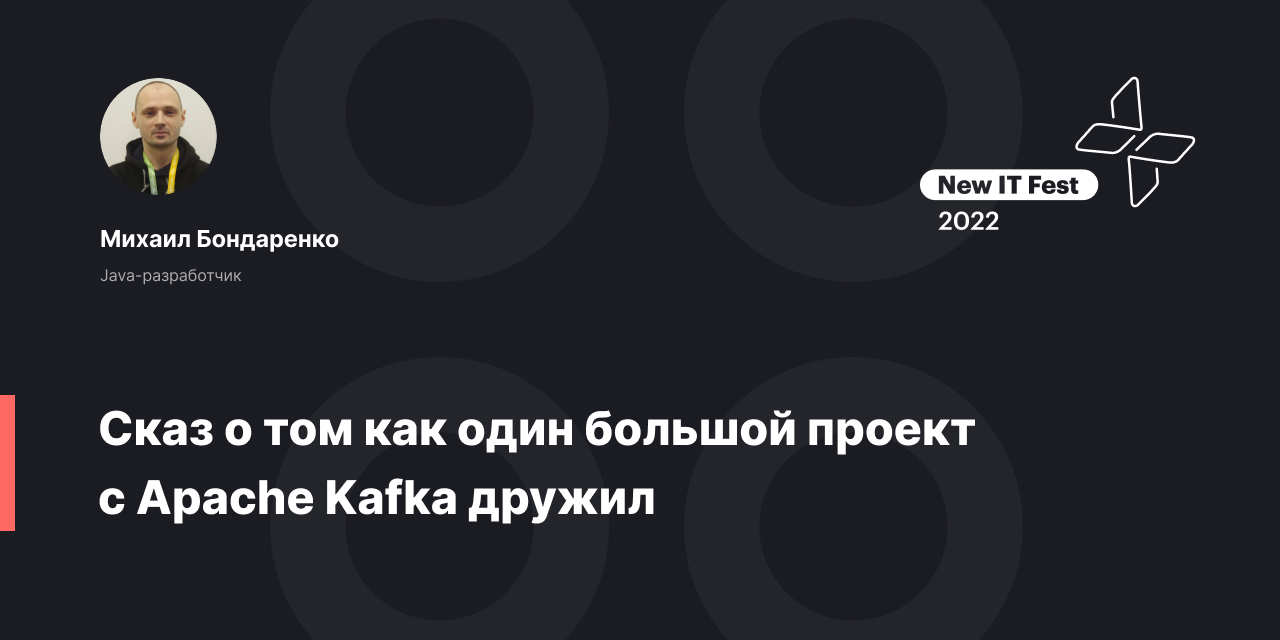 Михаил Бондаренко
Java-разработчик
New IT Fest
2022
Сказ о том как один большой проект
с Apache Kafka дружил